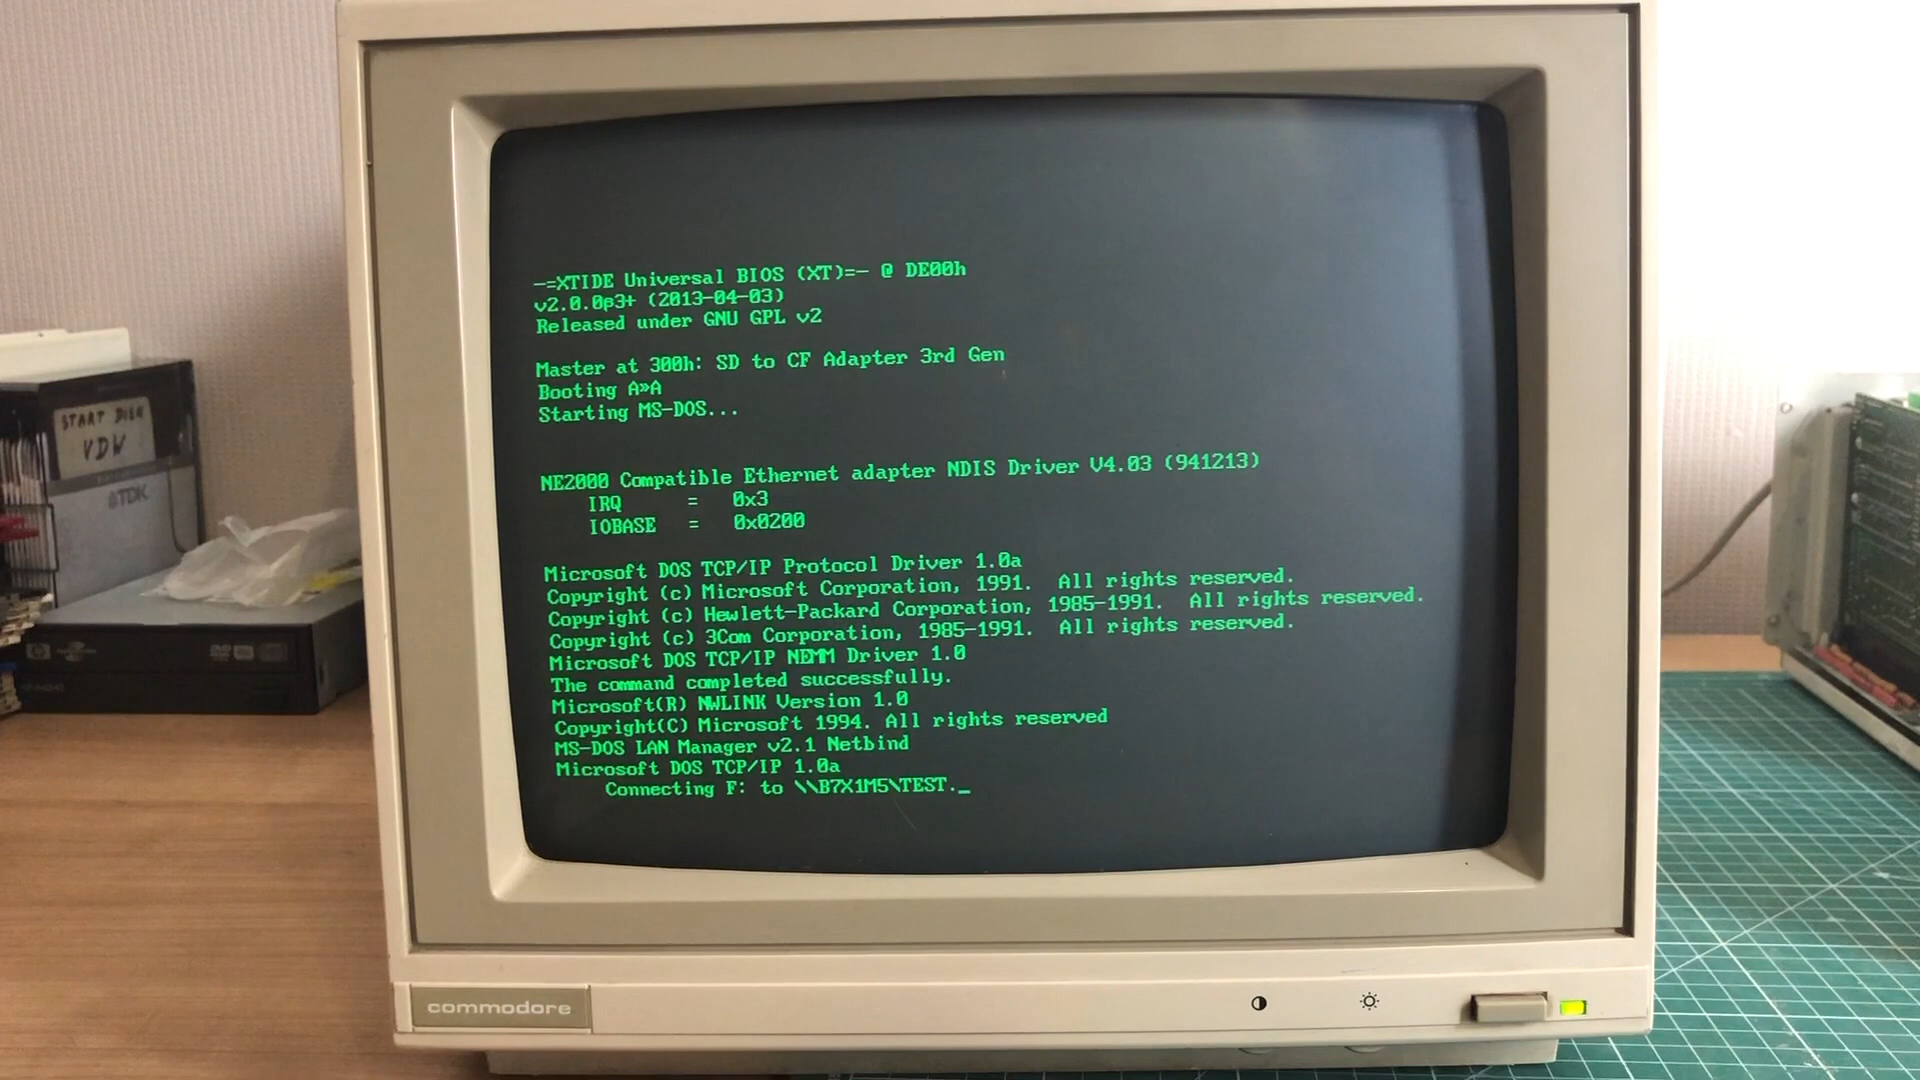 -=XTIDE Universal BIOS (XT)=- @ DE00h
v2.0.0β3+ (2013-04-03)
Released under GNU GPL v2
Master at 300h: SD to CF Adapter 3rd Gen
Booting A»A
Starting MS-DOS...
NE2000 Compatible Ethernet adapter NDIS Driver V4.03 (941213)
IRQ = 0x3
IOBASE = 0x0200
Microsoft DOS TCP/IP Protocol Driver 1.0a
Copyright (c) Microsoft Corporation, 1991. All rights reserved.
Copyright (c) Hewlett-Packard Corporation, 1985-1991. All rights reserved.
Copyright (c) 3Com Corporation, 1985-1991. All rights reserved.
Microsoft DOS TCP/IP NEMM Driver 1.0
The command completed successfully.
Microsoft(R) NWLINK Version 1.0
Copyright(C) Microsoft 1994. All rights reserved
MS-DOS LAN Manager v2.1 Netbind
Microsoft DOS TCP/IP 1.0a
Connecting F: to \\B7X1M5\TEST._
commodore
START DISK
VDW
TDK